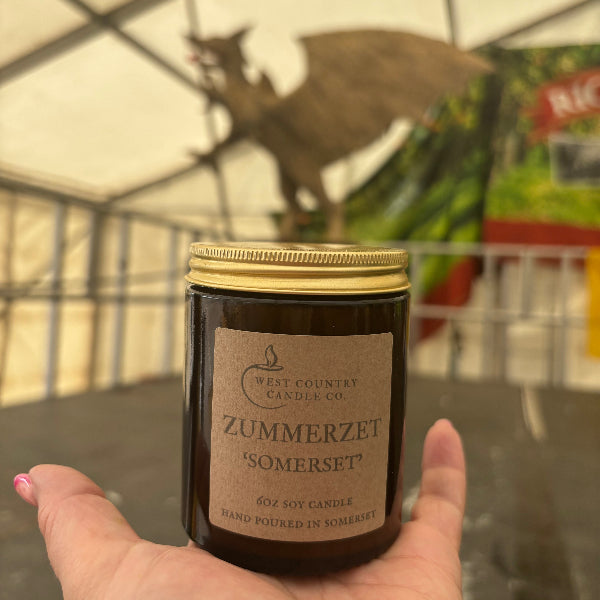 WEST COUNTRY
CANDLE CO.
ZUMMERZET
‘SOMERSET’
6OZ SOY CANDLE
HAND POURED IN SOMERSET